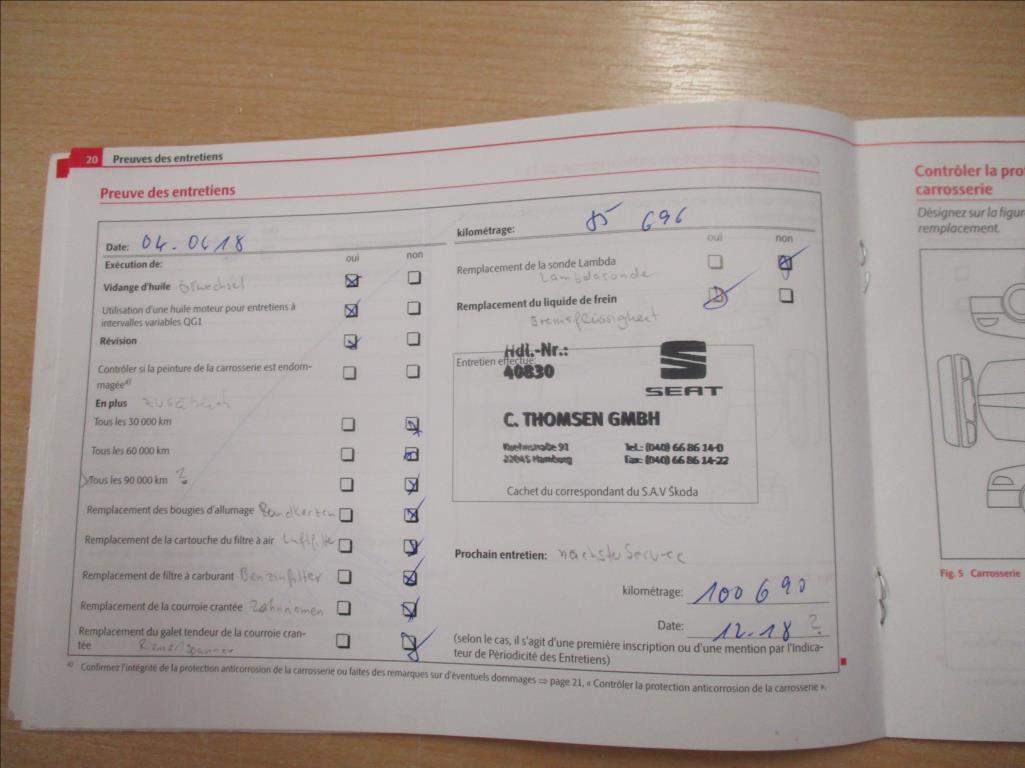 20 Preuves des entretiens
Preuve des entretiens
Date: 04.0618
Exécution de:
oui non
Vidange d'huile Ölwechsel
Utilisation d'une huile moteur pour entretiens à
intervalles variables QG1
Révision
Contrôler si la peinture de la carrosserie est endom-
magée a)
En plus
Tous les 30 000 km
Tous les 60 000 km
Tous les 90 000 km ?
Remplacement des bougies d'allumage
Remplacement de la cartouche du filtre à air Luftfilter
Remplacement de filtre à carburant Benzinfilter
Remplacement de la courroie crantée
Remplacement du galet tendeur de la courroie cran-
tée
kilométrage: 85 696
oui non
Remplacement de la sonde Lambda
Lambdasonde
Remplacement du liquide de frein
Bremsflüssigkeit
Entretien effectué:
Hdl.-Nr.:
40830
SEAT
C. THOMSEN GMBH
22045 Hamburg
Tel.: (040) 66 86 14-0
Fax: (040) 66 86 14-22
Cachet du correspondant du S.A.V Škoda
Prochain entretien: nächste Service
kilométrage: 100 690
Date: 12.18 ?
(selon le cas, il s'agit d'une première inscription ou d'une mention par l'Indica-
teur de Périodicité des Entretiens)
a) Confirmez l'intégrité de la protection anticorrosion de la carrosserie ou faites des remarques sur d'éventuels dommages ⇒ page 21, « Contrôler la protection anticorrosion de la carrosserie ».
Contrôler la pro
carrosserie
Désignez sur la figur
remplacement.
Fig. 5 Carrosserie